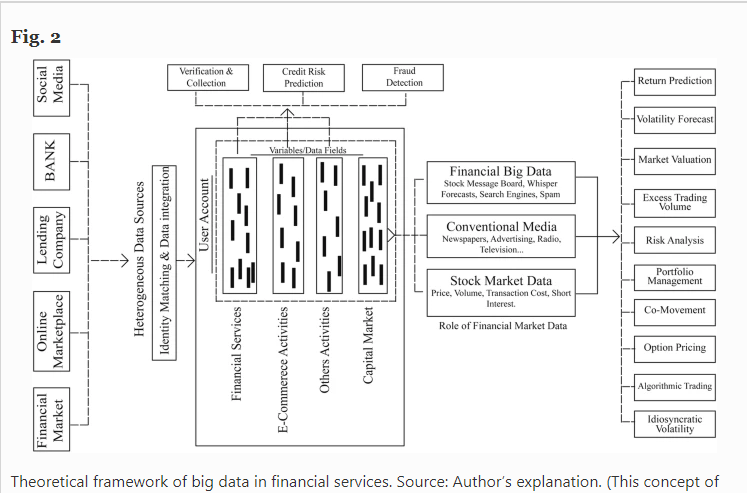 Fig. 2
Social
Media
BANK
Lending
Company
Online
Marketplace
Financial
Market
Heterogeneous Data Sources
Identity Matching & Data integration
Verification &
Collection
Credit Risk
Prediction
Fraud
Detection
Variables/Data Fields
User Account
Financial Services
E-Commerece Activities
Others Activities
Capital Market
Financial Big Data
Stock Message Board, Whisper
Forecasts, Search Engines, Spam
Conventional Media
Newspapers, Advertising, Radio,
Television...
Stock Market Data
Price, Volume, Transaction Cost, Short
Interest.
Role of Financial Market Data
Return Prediction
Volatility Forecast
Market Valuation
Excess Trading
Volume
Risk Analysis
Portfolio
Management
Co-Movement
Option Pricing
Algorithmic Trading
Idiosyncratic
Volatility
Theoretical framework of big data in financial services. Source: Author's explanation. (This concept of